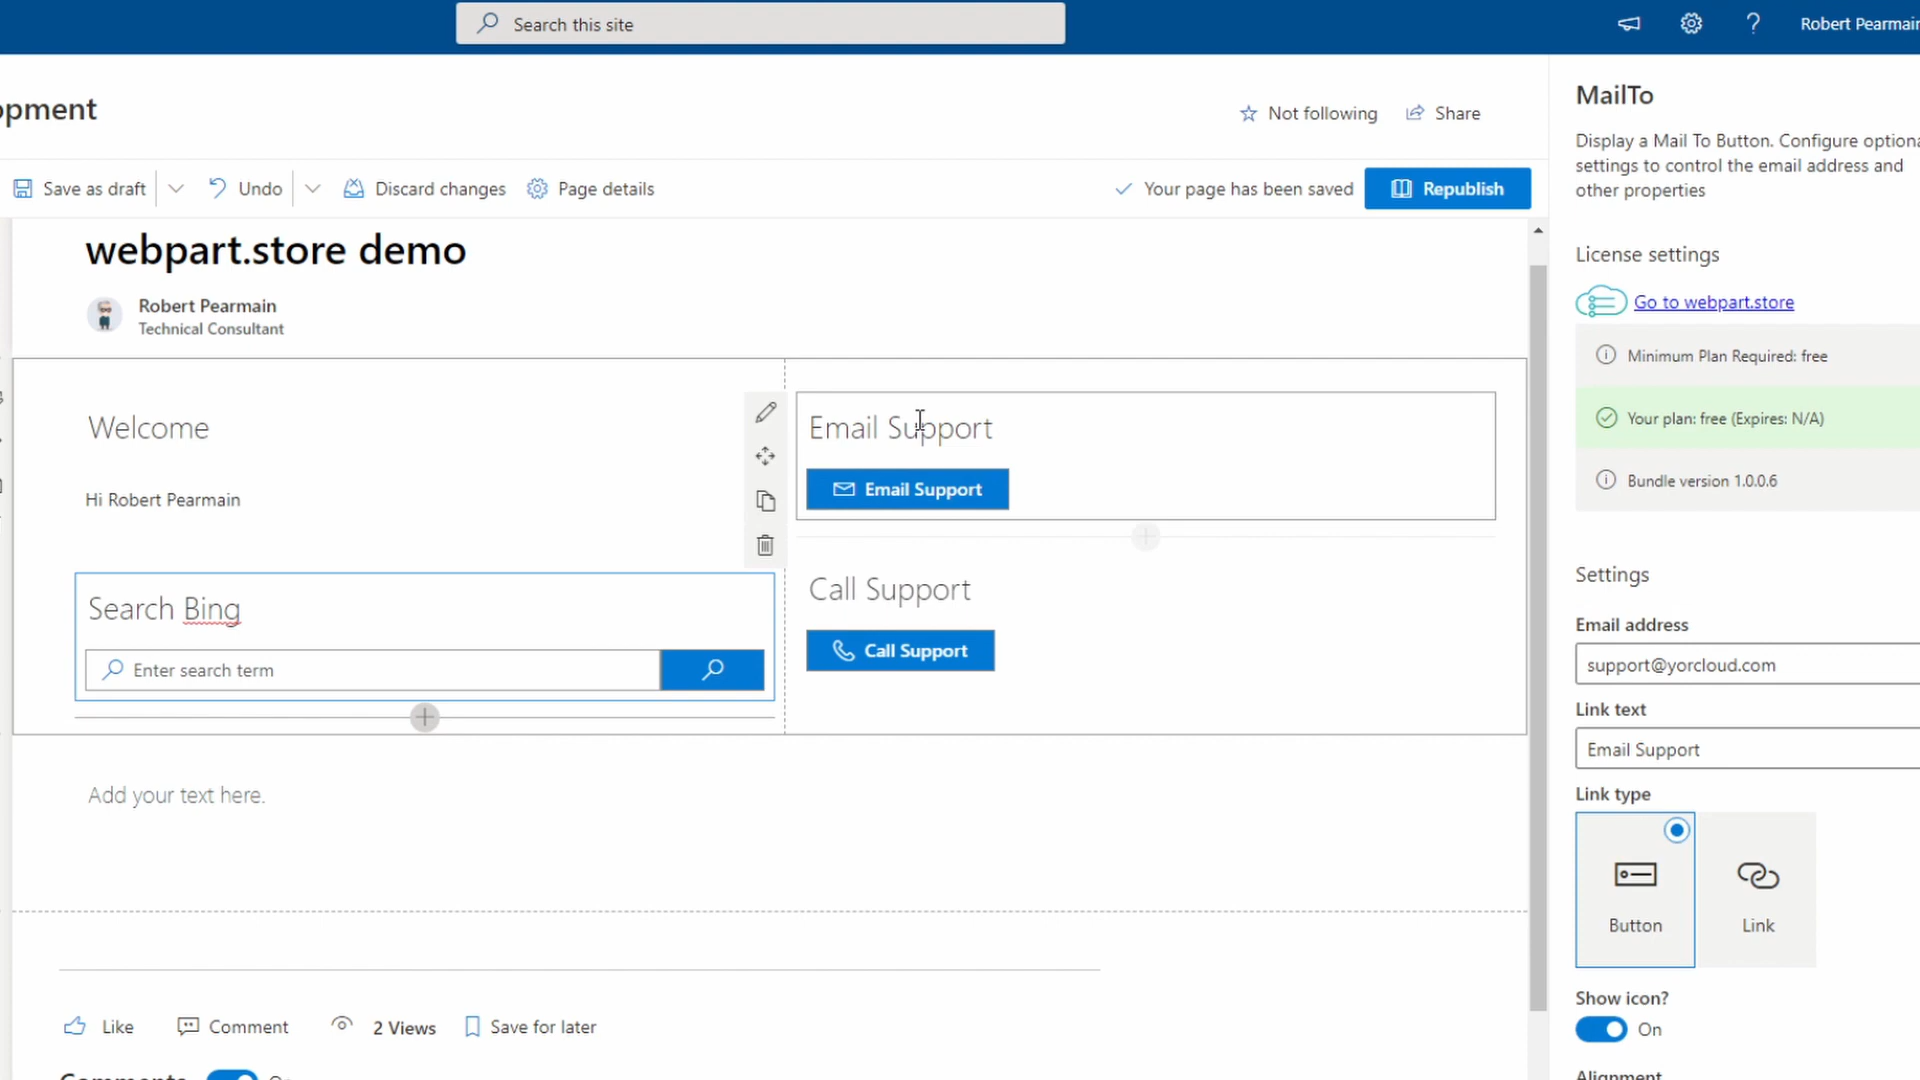 Search this site
Robert Pearmain
opment
Not following
Share
Save as draft
Undo
Discard changes
Page details
Your page has been saved
Republish
webpart.store demo
Robert Pearmain
Technical Consultant
Welcome
Hi Robert Pearmain
Search Bing
Enter search term
Email Support
Email Support
Call Support
Call Support
Add your text here.
Like
Comment
2 Views
Save for later
Comments
MailTo
Display a Mail To Button. Configure optiona
settings to control the email address and
other properties
License settings
Go to webpart.store
Minimum Plan Required: free
Your plan: free (Expires: N/A)
Bundle version 1.0.0.6
Settings
Email address
support@yorcloud.com
Link text
Email Support
Link type
Button
Link
Show icon?
On
Alignment